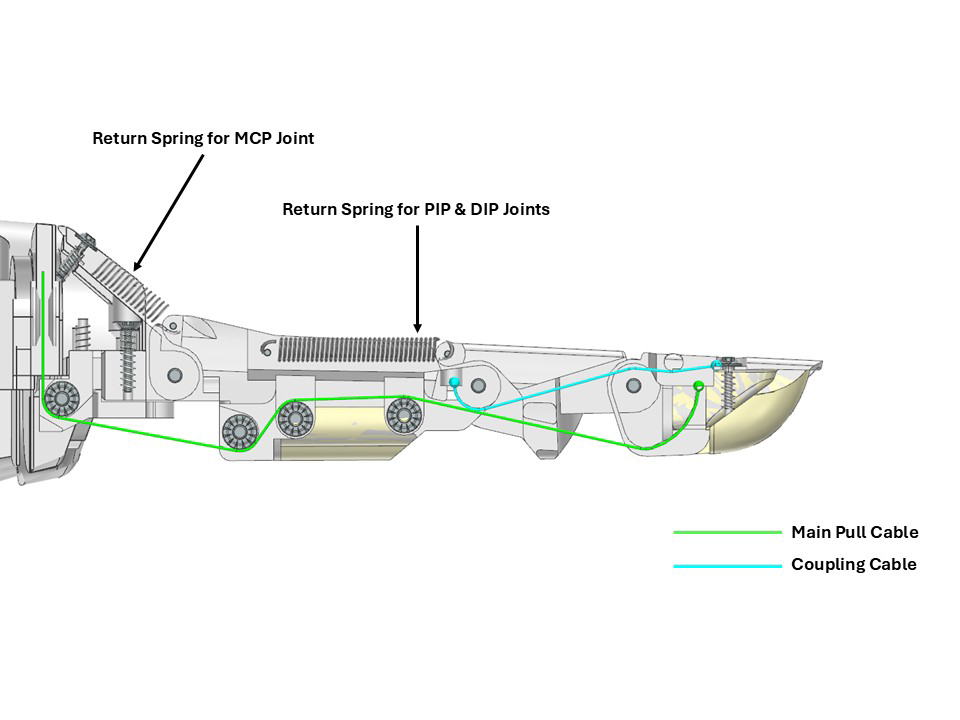 Return Spring for MCP Joint
Return Spring for PIP & DIP Joints
Main Pull Cable
Coupling Cable